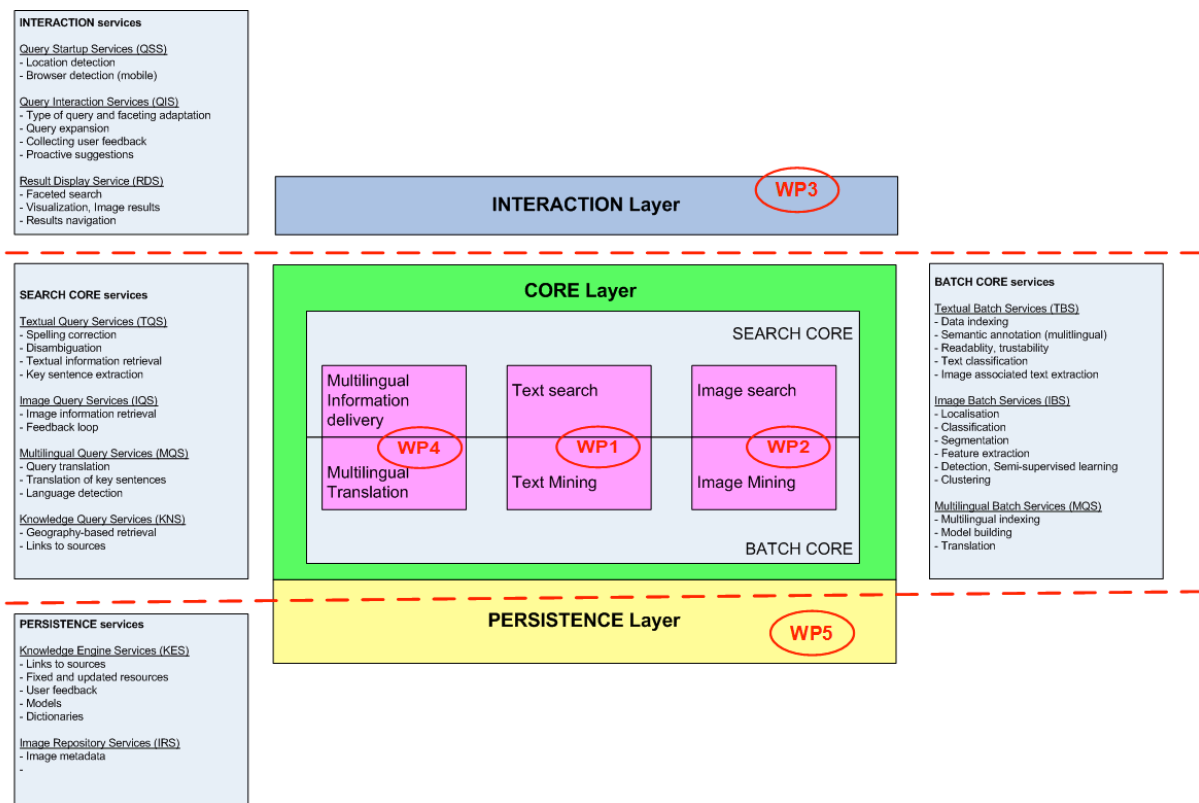 INTERACTION services
Query Startup Services (QSS)
- Location detection
- Browser detection (mobile)
Query Interaction Services (QIS)
- Type of query and faceting adaptation
- Query expansion
- Collecting user feedback
- Proactive suggestions
Result Display Service (RDS)
- Faceted search
- Visualization, Image results
- Results navigation
WP3
INTERACTION Layer
SEARCH CORE services
Textual Query Services (TQS)
- Spelling correction
- Disambiguation
- Textual information retrieval
- Key sentence extraction
Image Query Services (IQS)
- Image information retrieval
- Feedback loop
Multilingual Query Services (MQS)
- Query translation
- Translation of key sentences
- Language detection
Knowledge Query Services (KNS)
- Geography-based retrieval
- Links to sources
CORE Layer
SEARCH CORE
Multilingual
Information
delivery
WP4
Multilingual
Translation
Text search
WP1
Text Mining
Image search
WP2
Image Mining
BATCH CORE
BATCH CORE services
Textual Batch Services (TBS)
- Data indexing
- Semantic annotation (mulitlingual)
- Readablity, trustability
- Text classification
- Image associated text extraction
Image Batch Services (IBS)
- Localisation
- Classification
- Segmentation
- Feature extraction
- Detection, Semi-supervised learning
- Clustering
Multilingual Batch Services (MQS)
- Multilingual indexing
- Model building
- Translation
PERSISTENCE Layer
WP5
PERSISTENCE services
Knowledge Engine Services (KES)
- Links to sources
- Fixed and updated resources
- User feedback
- Models
- Dictionaries
Image Repository Services (IRS)
- Image metadata
-